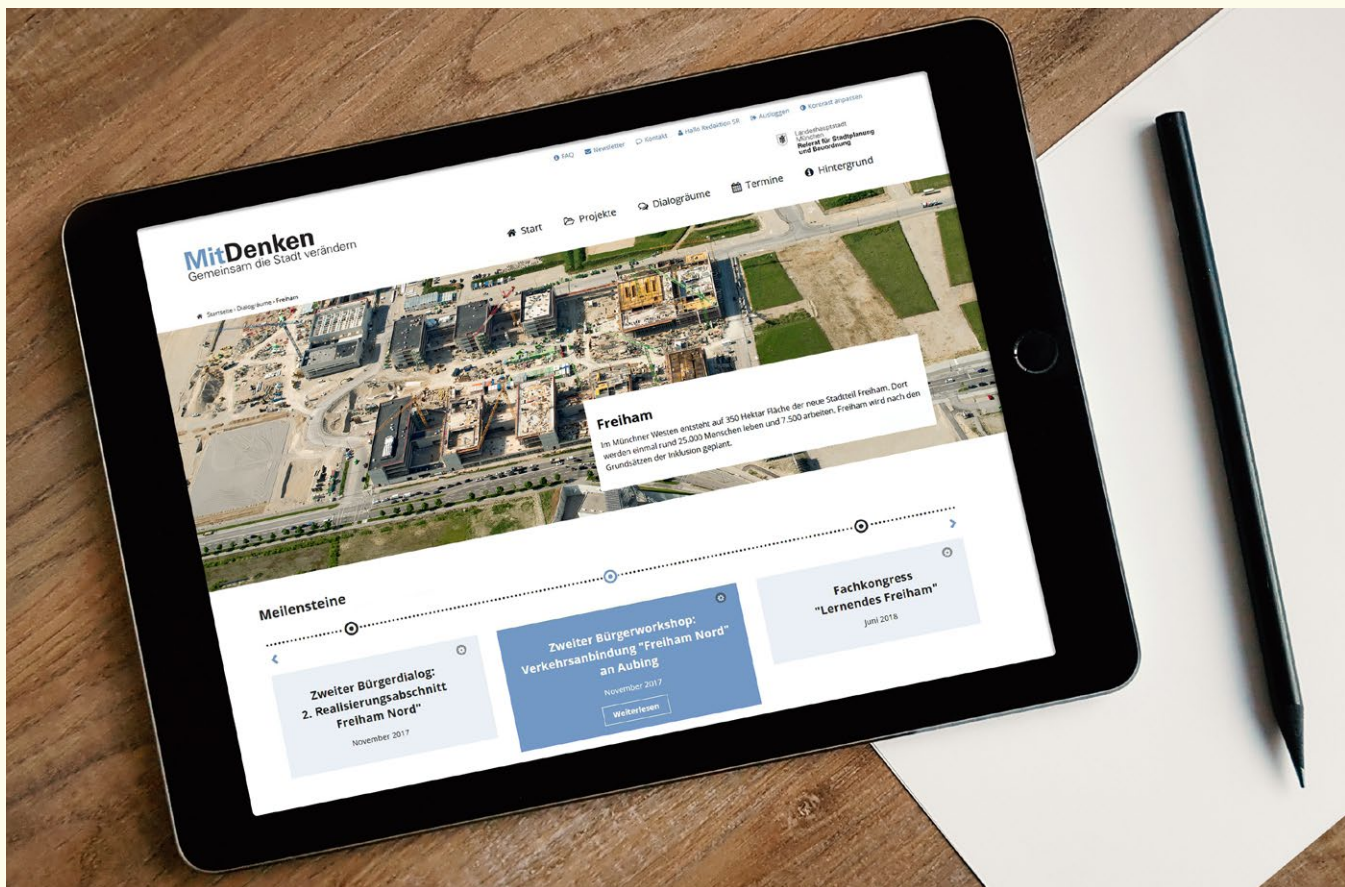 FAQ Newsletter Kontakt Hallo Redaktion SR Ausloggen Kontrast anpassen
Landeshauptstadt
München
Referat für Stadtplanung
und Bauordnung
MitDenken
Gemeinsam die Stadt verändern
Start Projekte Dialogräume Termine Hintergrund
Startseite › Dialogräume › Freiham
Freiham
Im Münchner Westen entsteht auf 350 Hektar Fläche der neue Stadtteil Freiham. Dort
werden einmal rund 25.000 Menschen leben und 7.500 arbeiten. Freiham wird nach den
Grundsätzen der Inklusion geplant.
Meilensteine
Zweiter Bürgerdialog:
2. Realisierungsabschnitt
Freiham Nord"
November 2017
Zweiter Bürgerworkshop:
Verkehrsanbindung "Freiham Nord"
an Aubing
November 2017
Weiterlesen
Fachkongress
"Lernendes Freiham"
Juni 2018